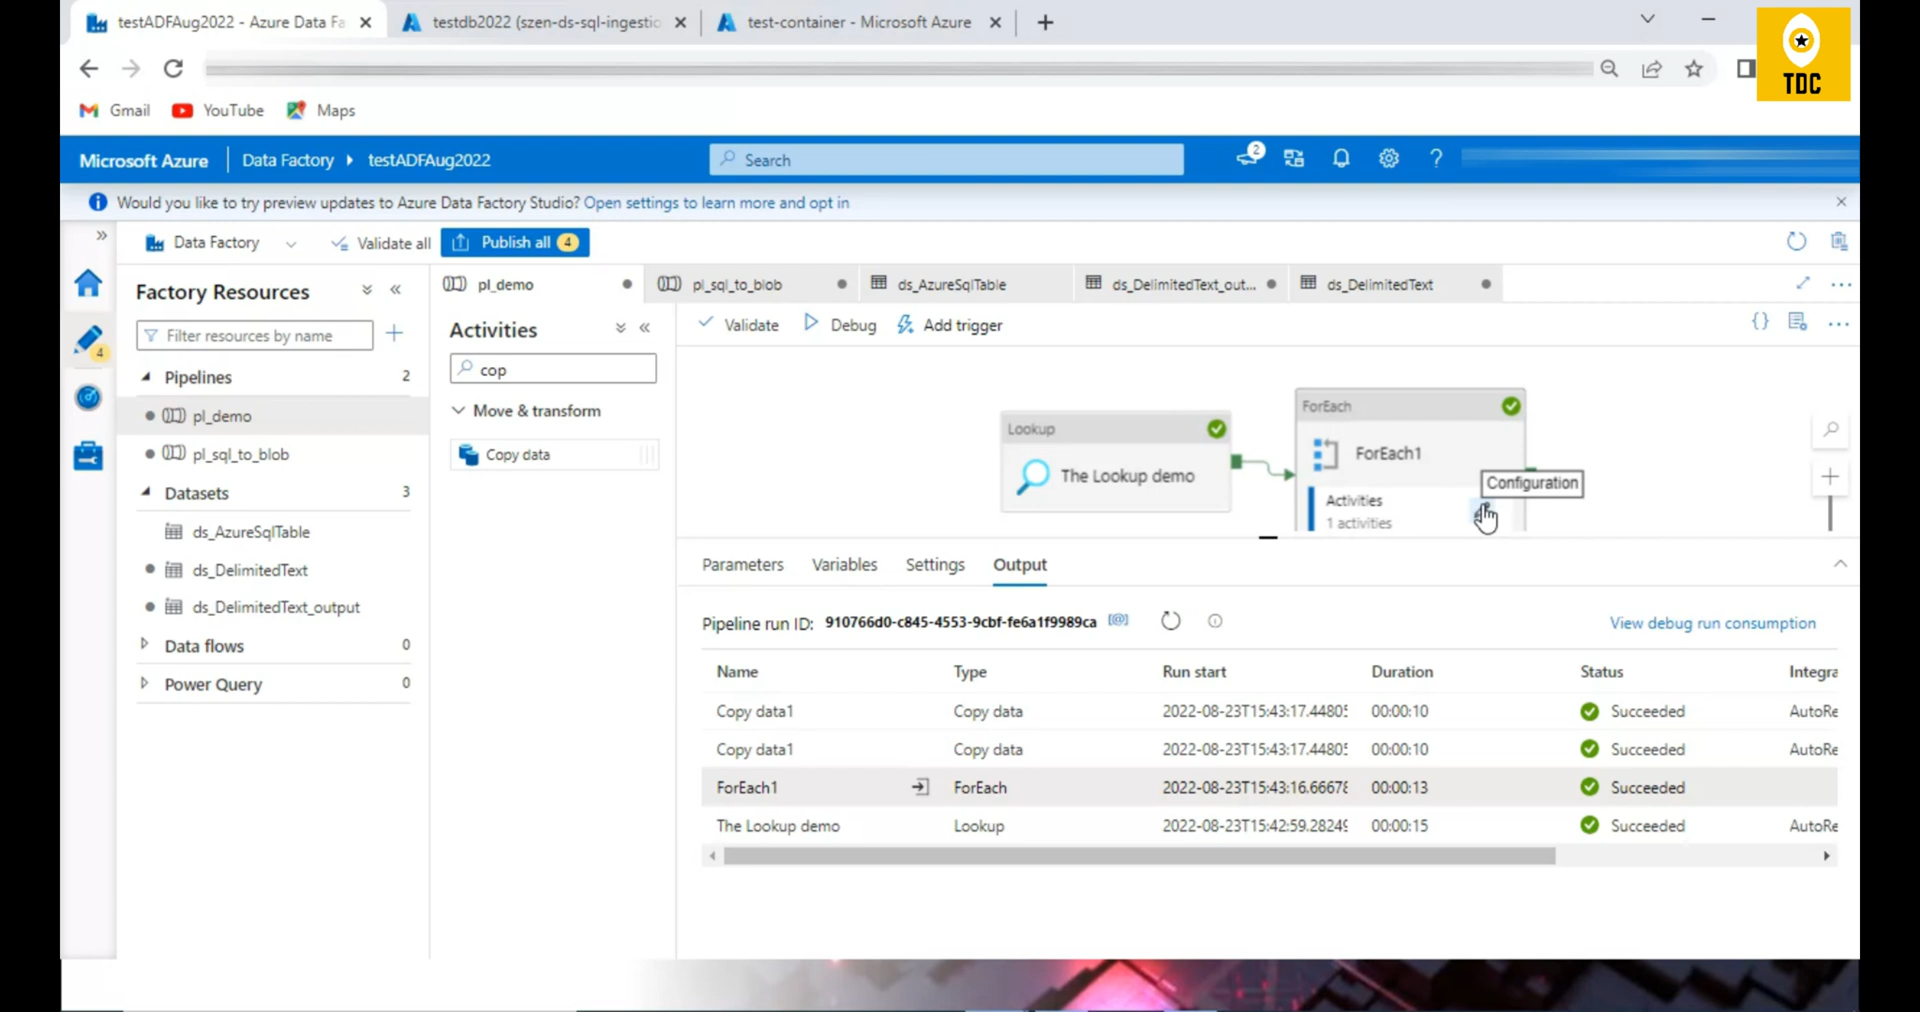 testADFAug2022 - Azure Data Fa
testdb2022 (szen-ds-sql-ingestic
test-container - Microsoft Azure
TDC
Gmail
YouTube
Maps
Microsoft Azure
Data Factory
testADFAug2022
Search
2
?
Would you like to try preview updates to Azure Data Factory Studio? Open settings to learn more and opt in
Data Factory
Validate all
Publish all 4
4
Factory Resources
Filter resources by name
Pipelines 2
pl_demo
pl_sql_to_blob
Datasets 3
ds_AzureSqlTable
ds_DelimitedText
ds_DelimitedText_output
Data flows 0
Power Query 0
pl_demo
pl_sql_to_blob
ds_AzureSqlTable
ds_DelimitedText_out...
ds_DelimitedText
Activities
cop
Move & transform
Copy data
Validate
Debug
Add trigger
{}
Lookup
The Lookup demo
ForEach
ForEach1
Activities
1 activities
Configuration
Parameters
Variables
Settings
Output
Pipeline run ID: 910766d0-c845-4553-9cbf-fe6a1f9989ca
View debug run consumption
Name Type Run start Duration Status Integra
Copy data1 Copy data 2022-08-23T15:43:17.44805 00:00:10 Succeeded AutoRe
Copy data1 Copy data 2022-08-23T15:43:17.44805 00:00:10 Succeeded AutoRe
ForEach1 ForEach 2022-08-23T15:43:16.66678 00:00:13 Succeeded
The Lookup demo Lookup 2022-08-23T15:42:59.28249 00:00:15 Succeeded AutoRe